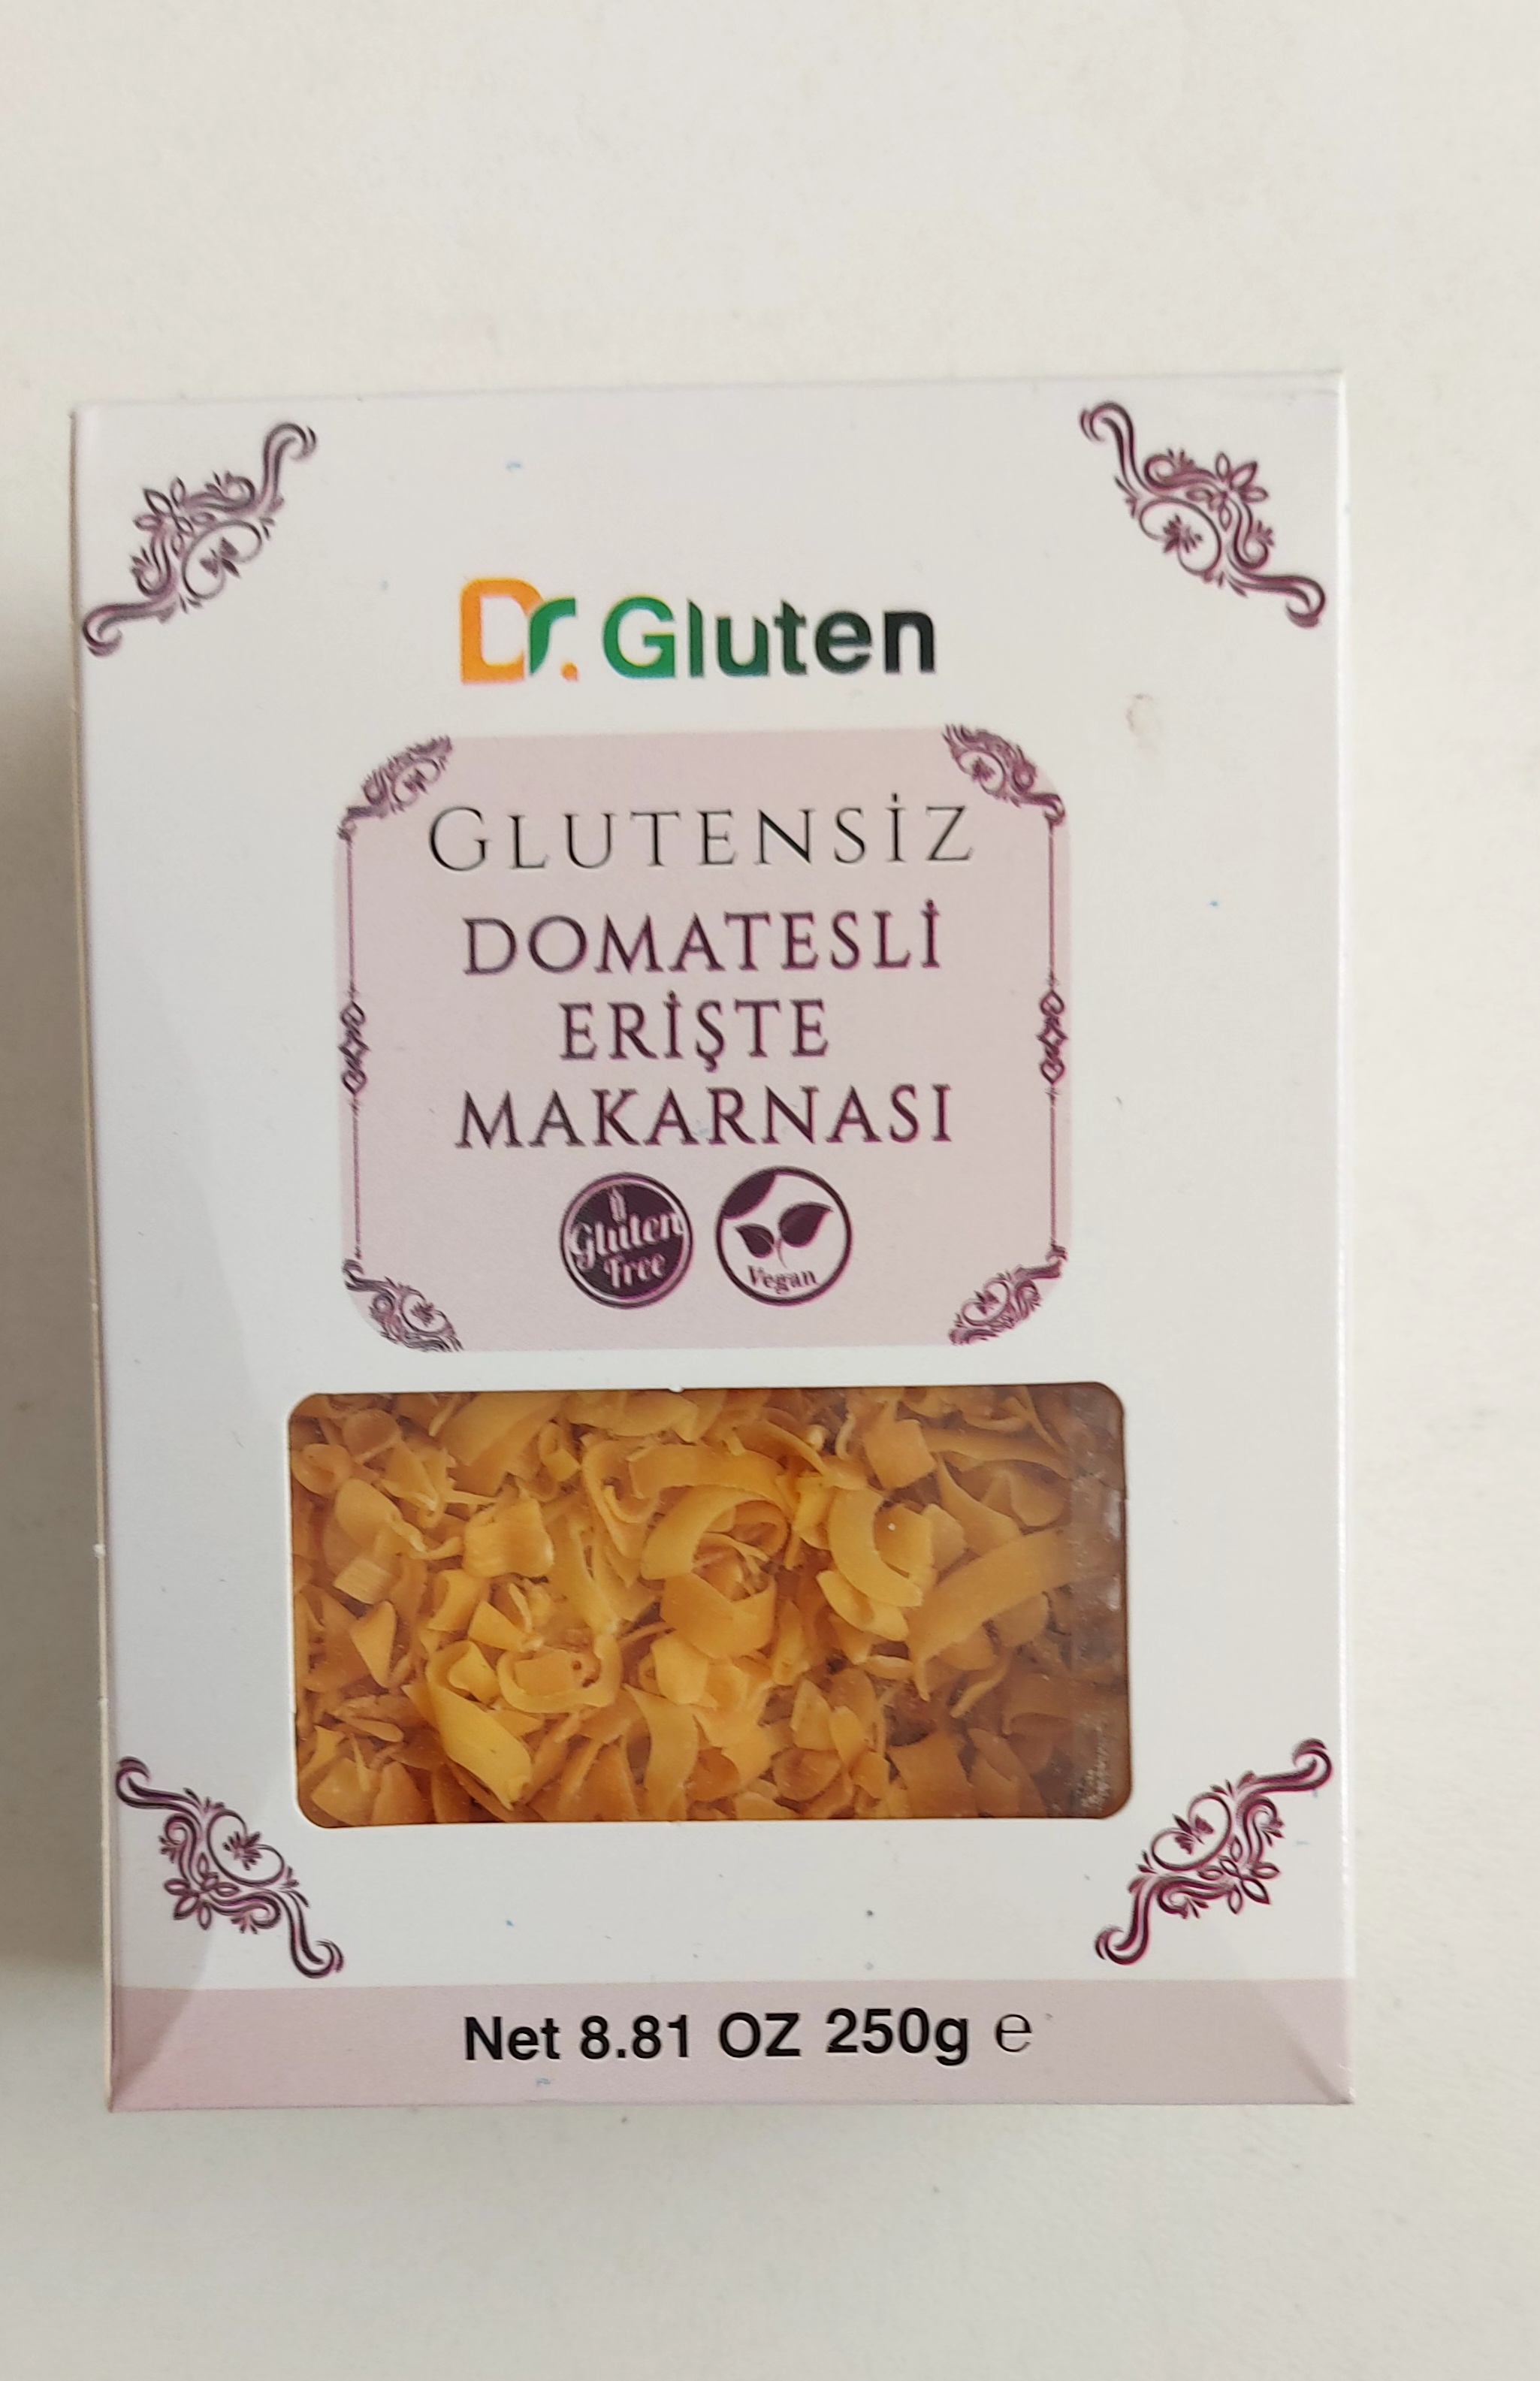 Dr. Gluten
GLUTENSİZ
DOMATESLİ
ERİŞTE
MAKARNASI
Gluten
Free
Vegan
Net 8.81 OZ 250g ℮